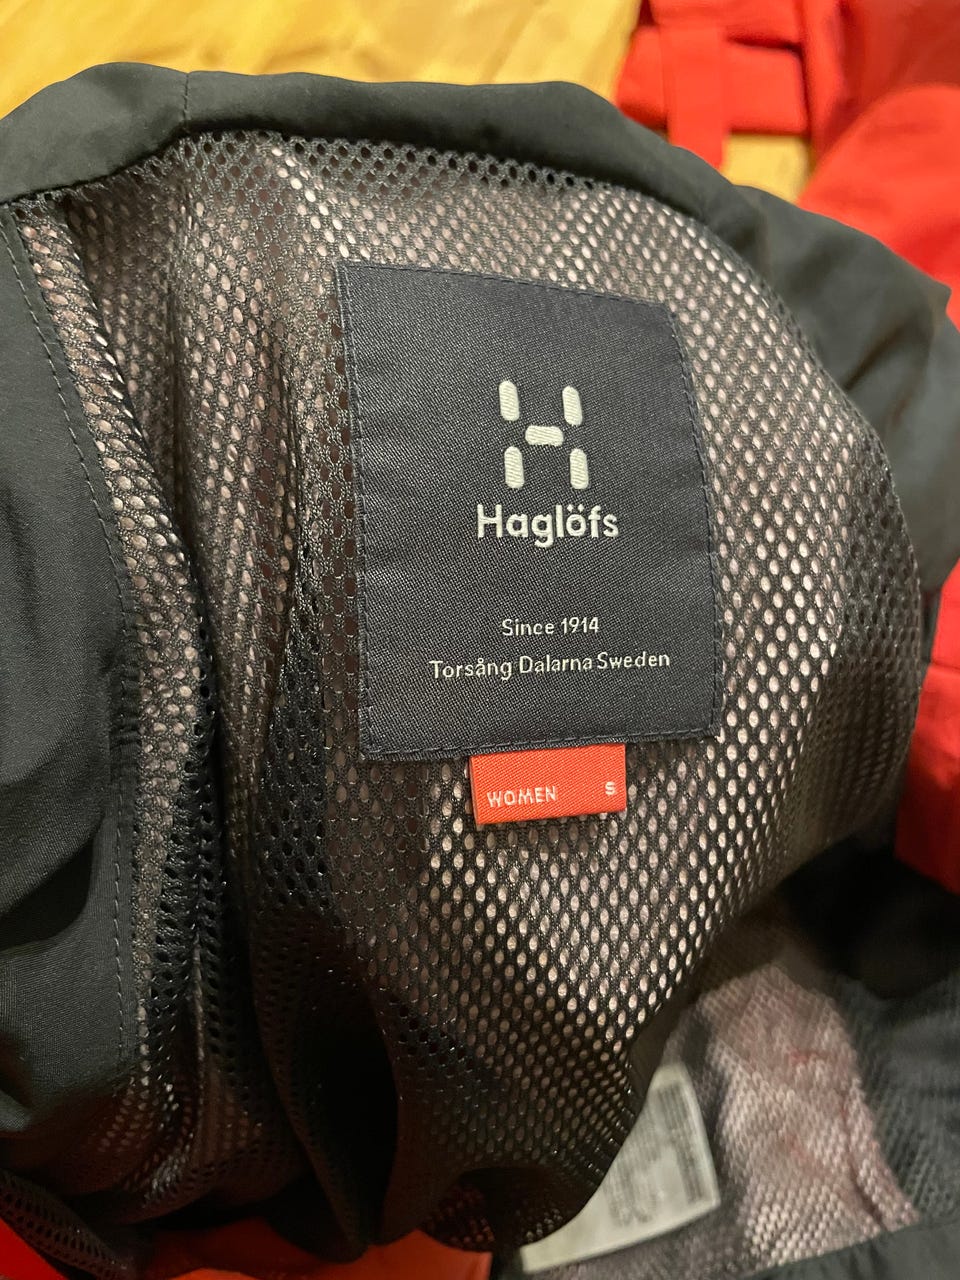 Haglöfs
Since 1914
Torsång Dalarna Sweden
WOMEN S